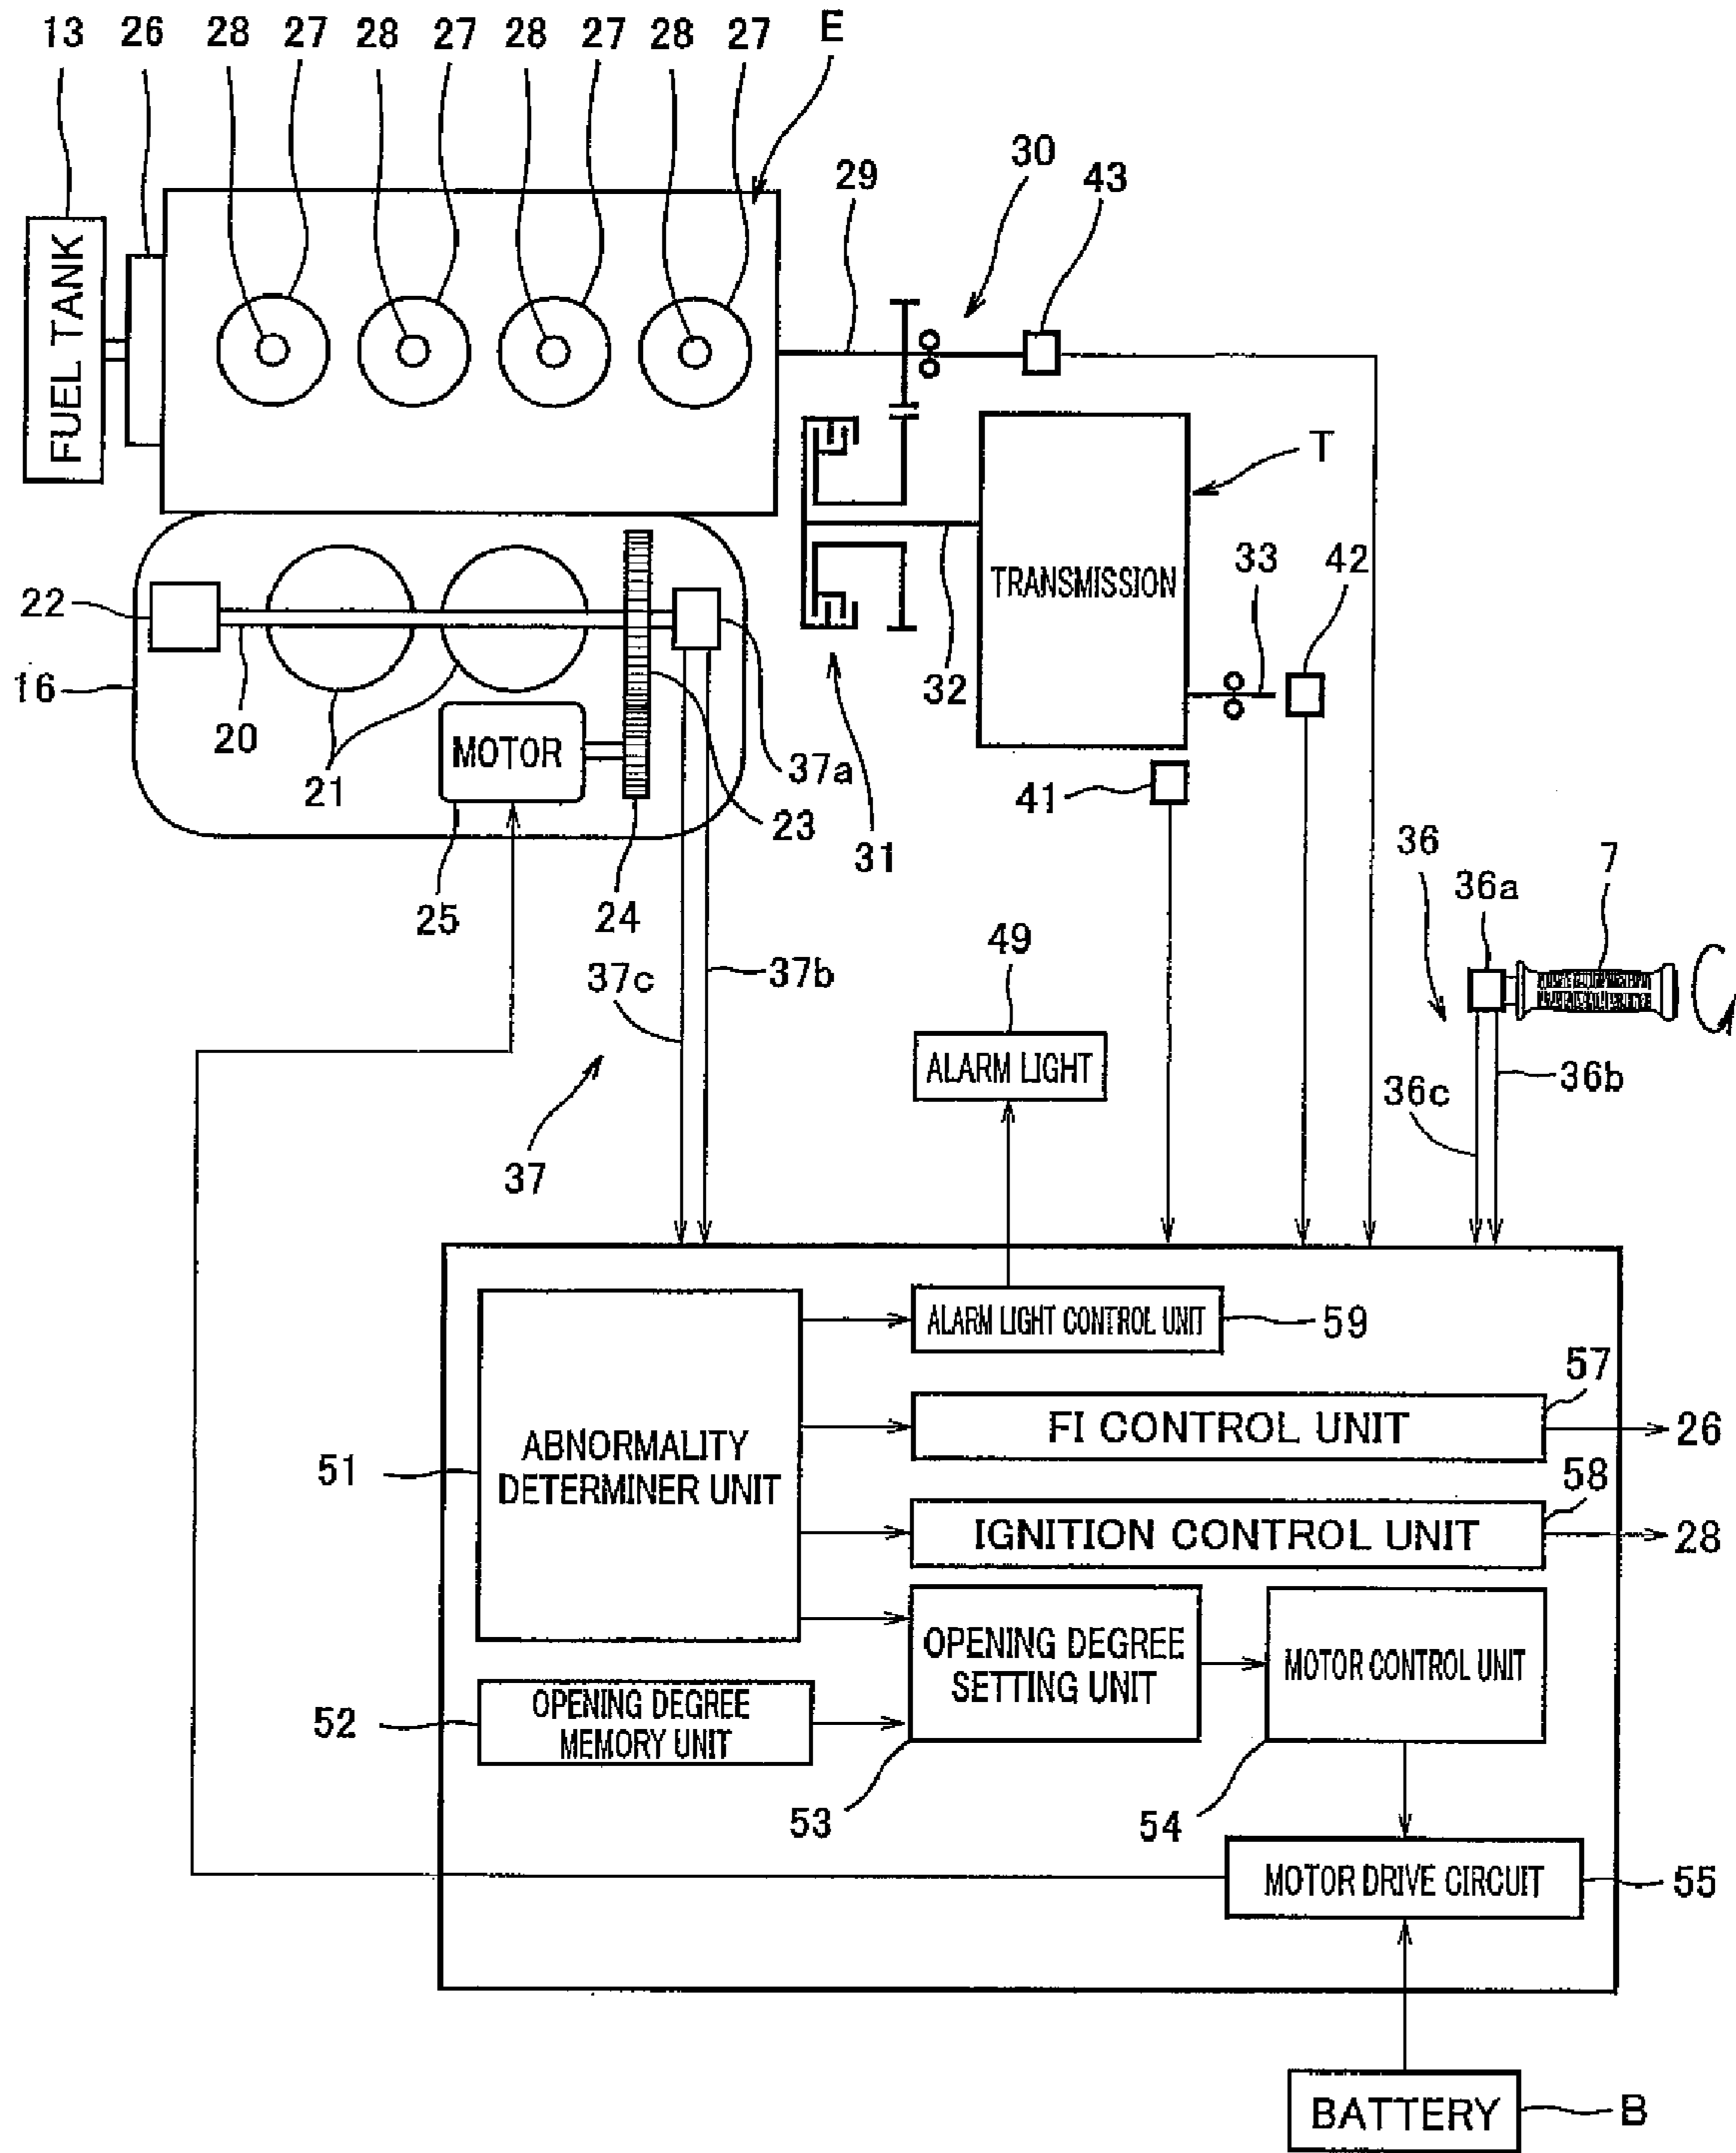 13 26 28 27 28 27 28 27 28 27 E
30
43
29
FUEL TANK
T
TRANSMISSION
33 42
22
16
20
21
MOTOR
32
37a
41
23
31
25
24
36
36a
7
49
37c
37b
ALARM LIGHT
36c
36b
37
ALARM LIGHT CONTROL UNIT
59
57
FI CONTROL UNIT
26
51
ABNORMALITY
DETERMINER UNIT
58
IGNITION CONTROL UNIT
28
OPENING DEGREE
SETTING UNIT
MOTOR CONTROL UNIT
52
OPENING DEGREE
MEMORY UNIT
53
54
MOTOR DRIVE CIRCUIT
55
BATTERY
B